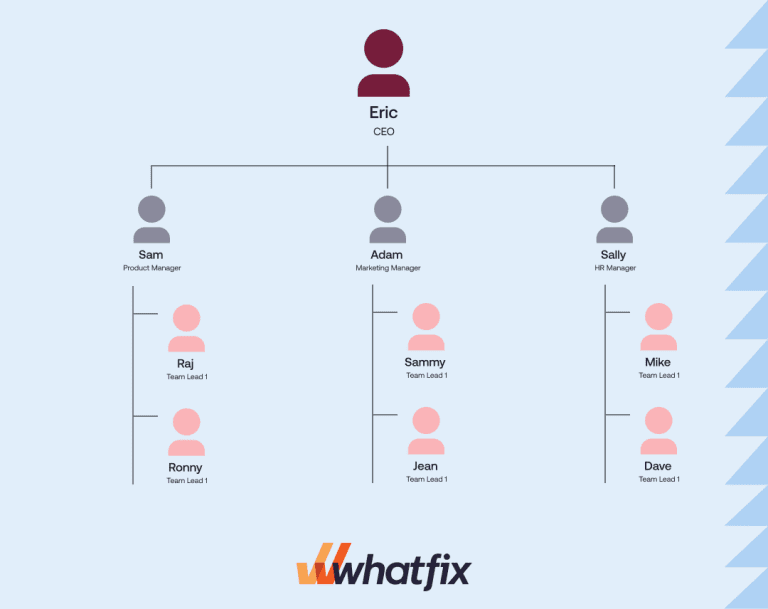 Eric
CEO
Sam
Product Manager
Adam
Marketing Manager
Sally
HR Manager
Raj
Team Lead 1
Sammy
Team Lead 1
Mike
Team Lead 1
Ronny
Team Lead 1
Jean
Team Lead 1
Dave
Team Lead 1
whatfix